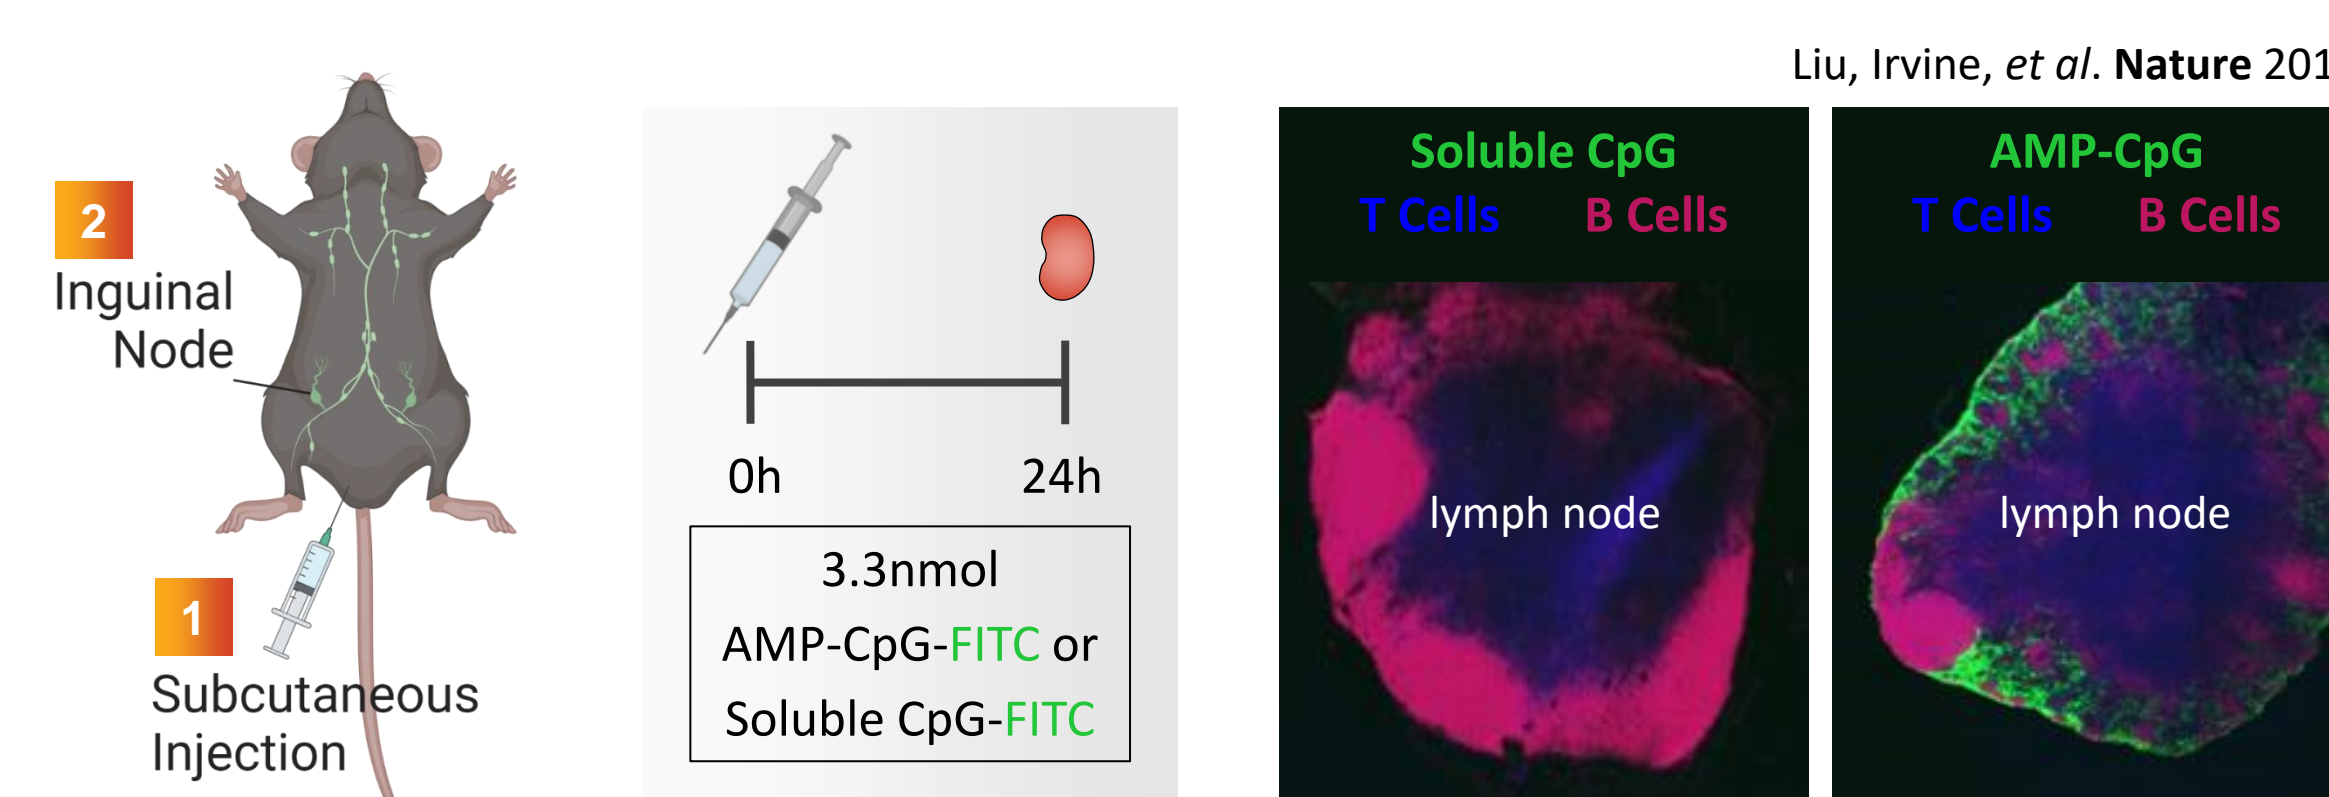 Liu, Irvine, et al. Nature 201
2
Inguinal
Node
1
Subcutaneous
Injection
0h 24h
3.3nmol
AMP-CpG-FITC or
Soluble CpG-FITC
Soluble CpG
T Cells B Cells
lymph node
AMP-CpG
T Cells B Cells
lymph node